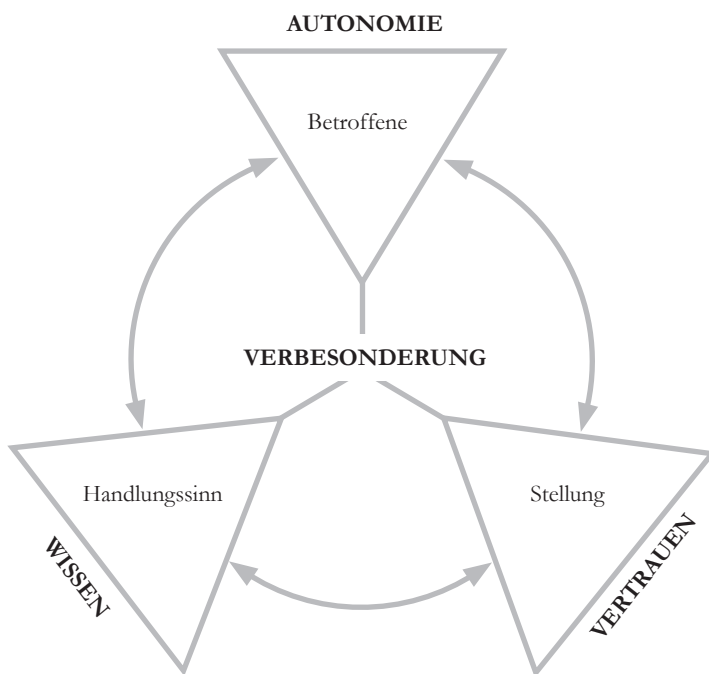 AUTONOMIE
Betroffene
VERBESONDERUNG
Handlungssinn
Stellung
WISSEN
VERTRAUEN